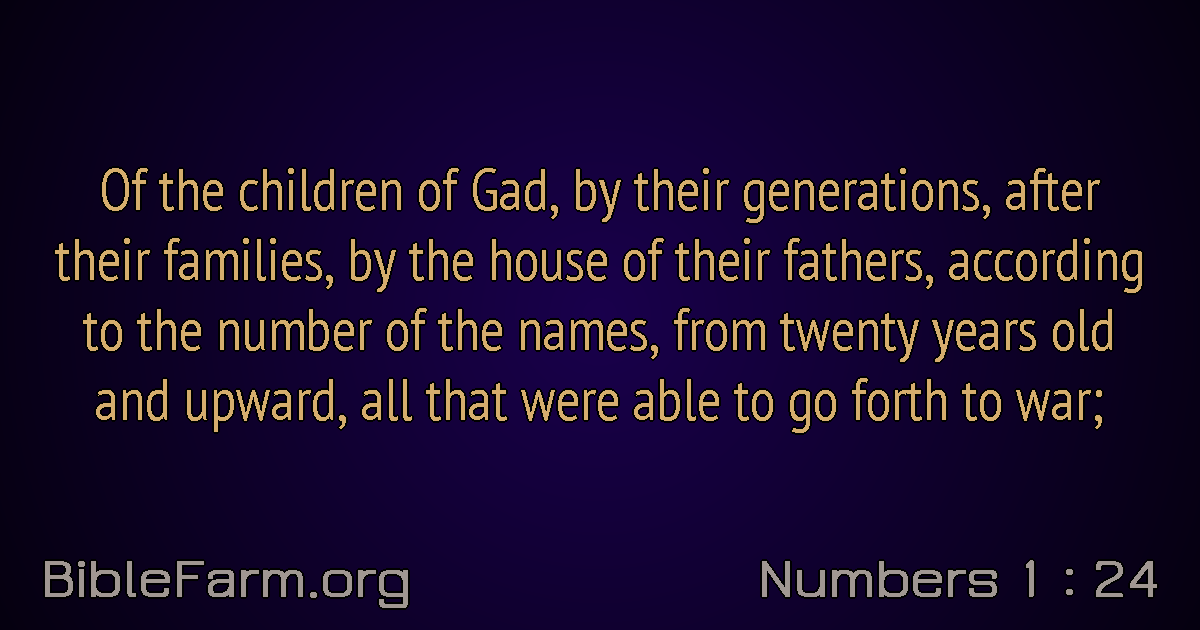 Of the children of Gad, by their generations, after
their families, by the house of their fathers, according
to the number of the names, from twenty years old
and upward, all that were able to go forth to war;
BibleFarm.org
Numbers 1 : 24